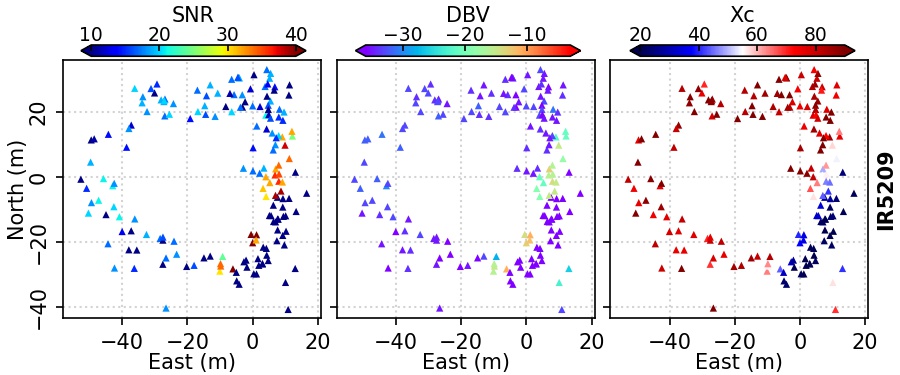 SNR DBV Xc
10 20 30 40 −30 −20 −10 20 40 60 80
20
0
−20
−40
North (m)
−40 −20 0 20 −40 −20 0 20 −40 −20 0 20
East (m) East (m) East (m)
IR5209